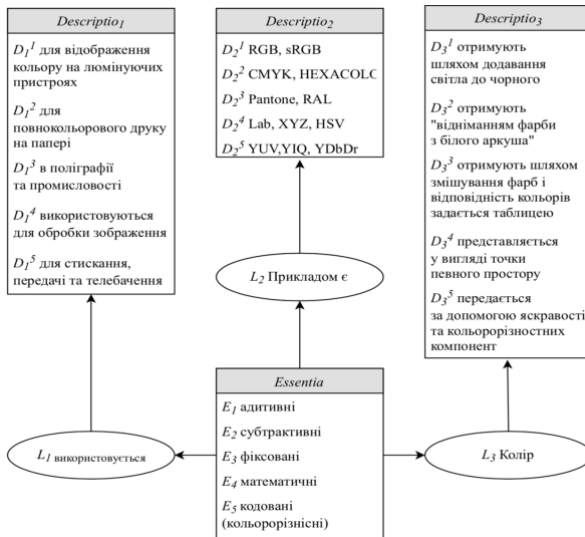 Descriptio₁
D₁¹ для відображення
кольору на люмінуючих
пристроях
D₁² для
повнокольорового друку
на папері
D₁³ в поліграфії
та промисловості
D₁⁴ використовуються
для обробки зображення
D₁⁵ для стискання,
передачі та телебачення
Descriptio₂
D₂¹ RGB, sRGB
D₂² CMYK, HEXACOLO
D₂³ Pantone, RAL
D₂⁴ Lab, XYZ, HSV
D₂⁵ YUV,YIQ, YDbDr
Descriptio₃
D₃¹ отримують
шляхом додавання
світла до чорного
D₃² отримують
"відніманням фарби
з білого аркуша"
D₃³ отримують шляхом
змішування фарб і
відповідність кольорів
задається таблицею
D₃⁴ представляється
у вигляді точки
певного простору
D₃⁵ передається
за допомогою яскравості
та кольорорізностних
компонент
L₂ Прикладом є
Essentia
E₁ адитивні
E₂ субтрактивні
E₃ фіксовані
E₄ математичні
E₅ кодовані
(кольорорізнісні)
L₁ використовується
L₃ Колір